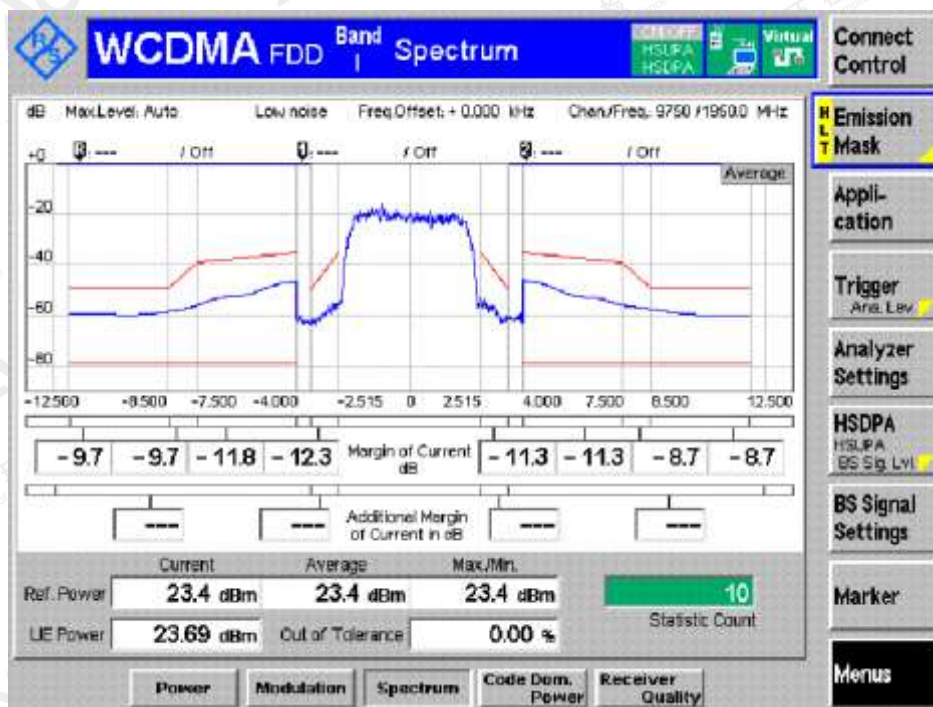 R S
WCDMA FDD Band I Spectrum
HSUPA
HSDPA
Virtual
Connect Control
dB Max.Level: Auto Low noise Freq.Offset: + 0.000 kHz Chan./Freq.: 9750 / 1950.0 MHz
H L T
Emission Mask
+0 --- / Off --- / Off 2: --- / Off
Average
Appli-
cation
-20
-40
Trigger
Ana. Lev.
-60
-80
Analyzer Settings
-12.500 -8.500 -7.500 -4.000 -2.515 0 2.515 4.000 7.500 8.500 12.500
HSDPA
HSUPA
BS Sig. Lvl.
-9.7 -9.7 -11.8 -12.3 Margin of Current dB -11.3 -11.3 -8.7 -8.7
--- --- Additional Margin of Current in dB --- ---
BS Signal Settings
Current Average Max./Min.
Ref. Power 23.4 dBm 23.4 dBm 23.4 dBm 10
Statistic Count
Marker
UE Power 23.69 dBm Out of Tolerance 0.00 %
Power Modulation Spectrum Code Dom. Power Receiver Quality
Menus